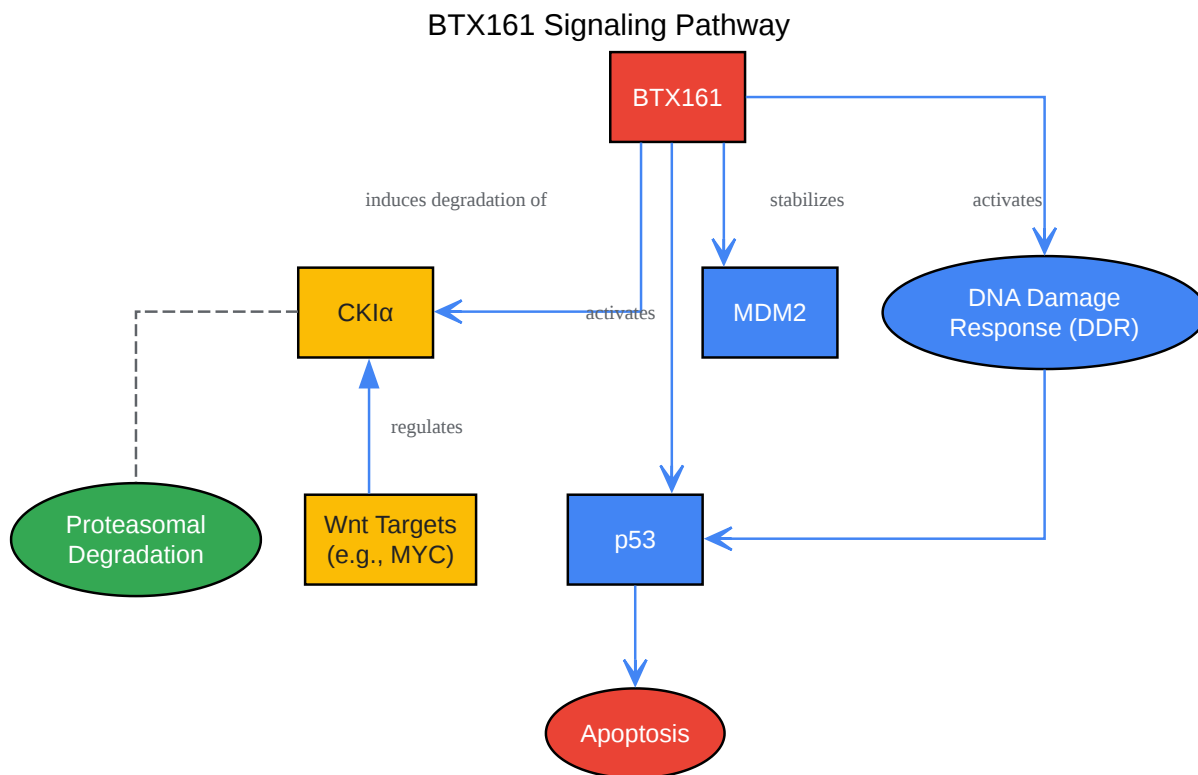 BTX161 Signaling Pathway
BTX161
induces degradation of
stabilizes
activates
CKIα
activates
MDM2
DNA Damage
Response (DDR)
regulates
Proteasomal
Degradation
Wnt Targets
(e.g., MYC)
p53
Apoptosis